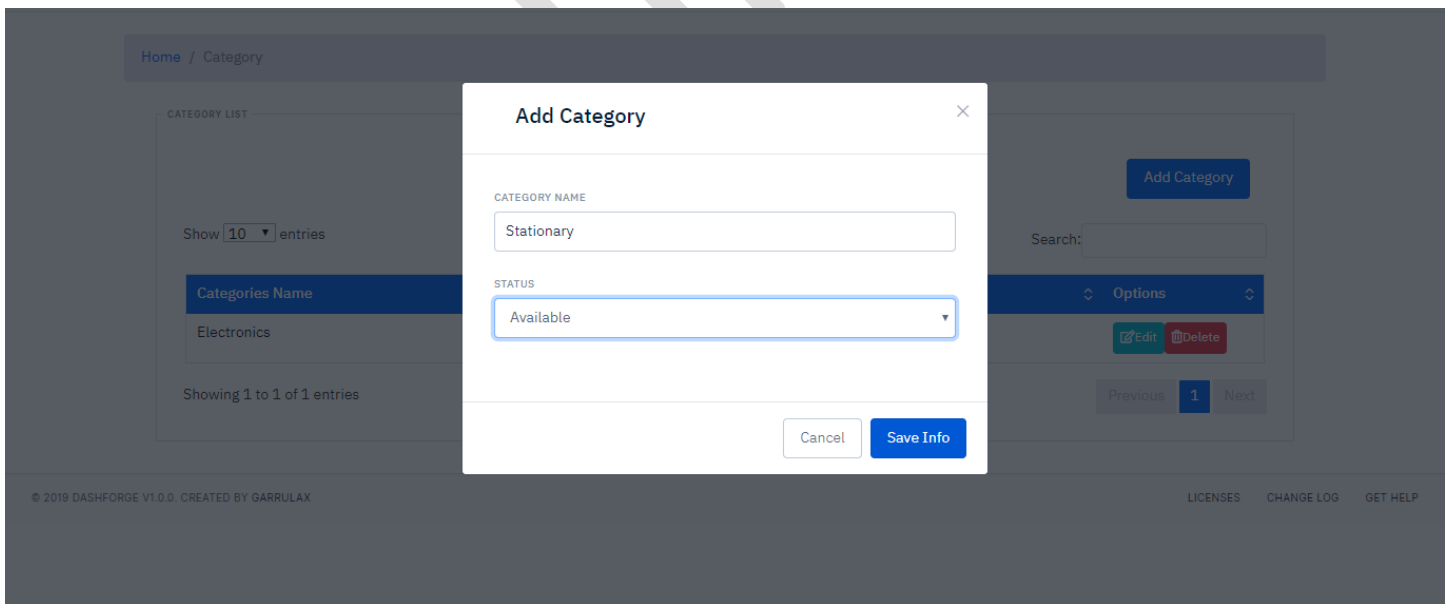 Home / Category
CATEGORY LIST
Add Category
Add Category
CATEGORY NAME
Stationary
Show 10 entries
Search:
STATUS
Available
Categories Name
Options
Electronics
Edit
Delete
Showing 1 to 1 of 1 entries
Previous 1 Next
Cancel
Save Info
© 2019 DASHFORGE V1.0.0. CREATED BY GARRULAX
LICENSES CHANGE LOG GET HELP